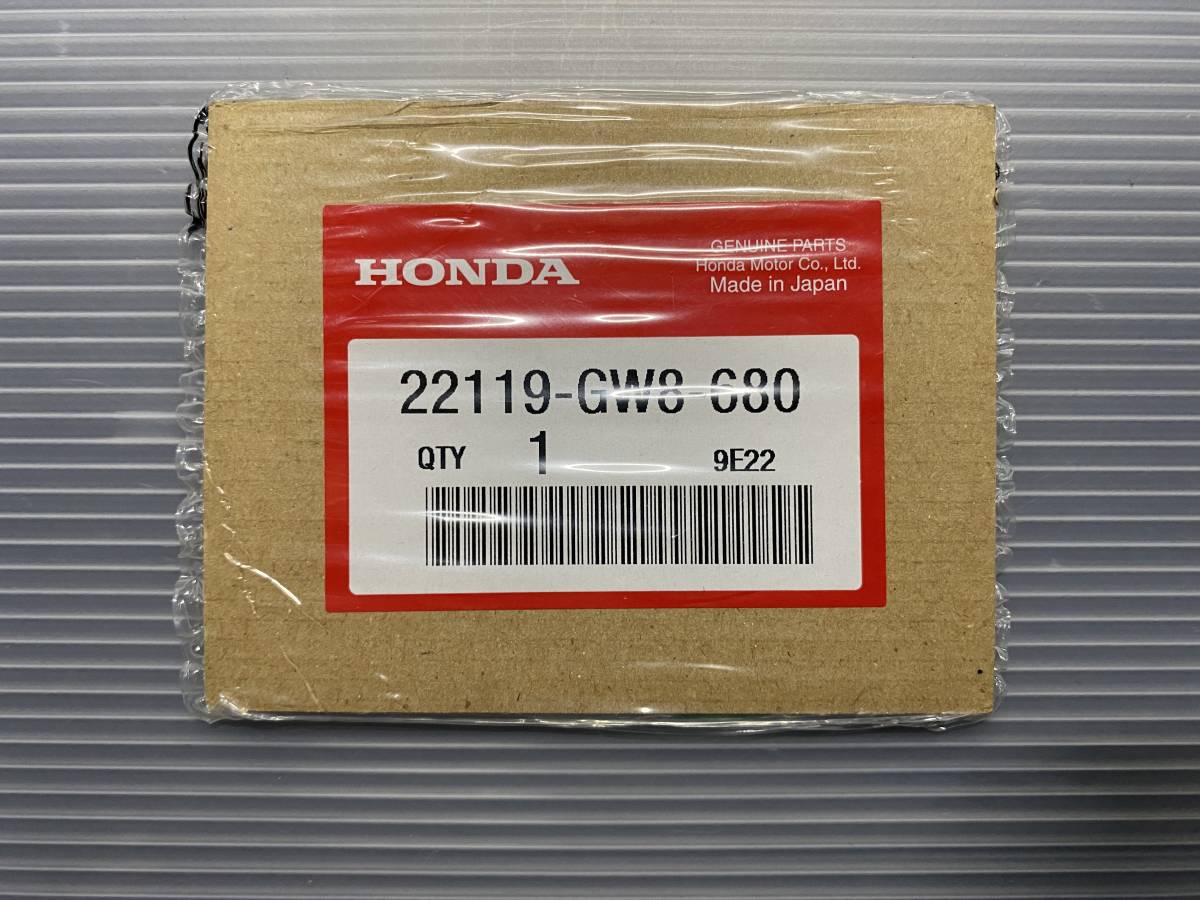 HONDA
GENUINE PARTS
Honda Motor Co., Ltd.
Made in Japan
22119-GW8-680
QTY 1 9E22